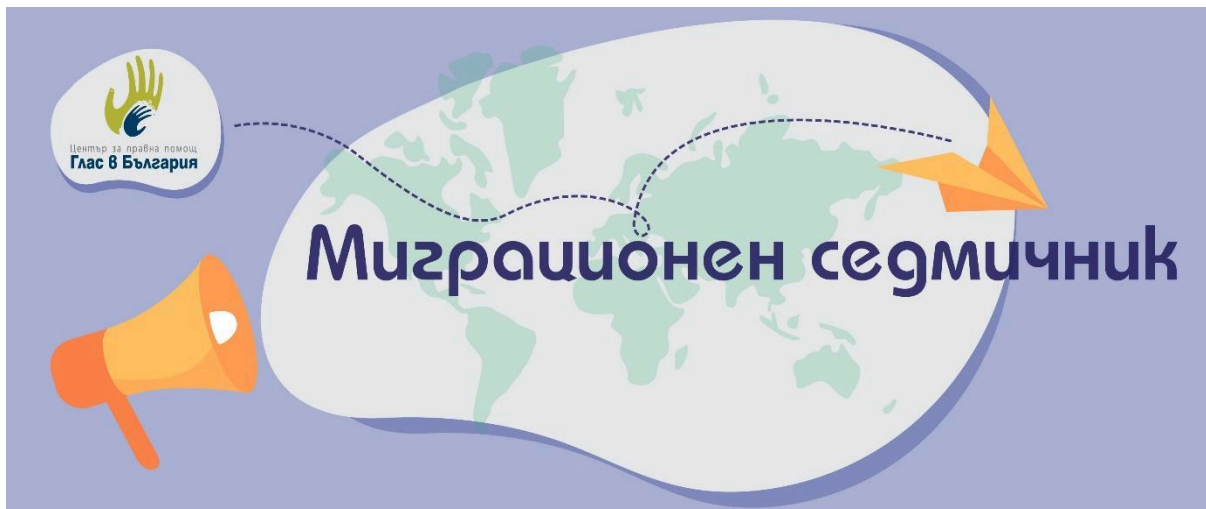 Център за правна помощ
Глас в България
Миграционен седмичник